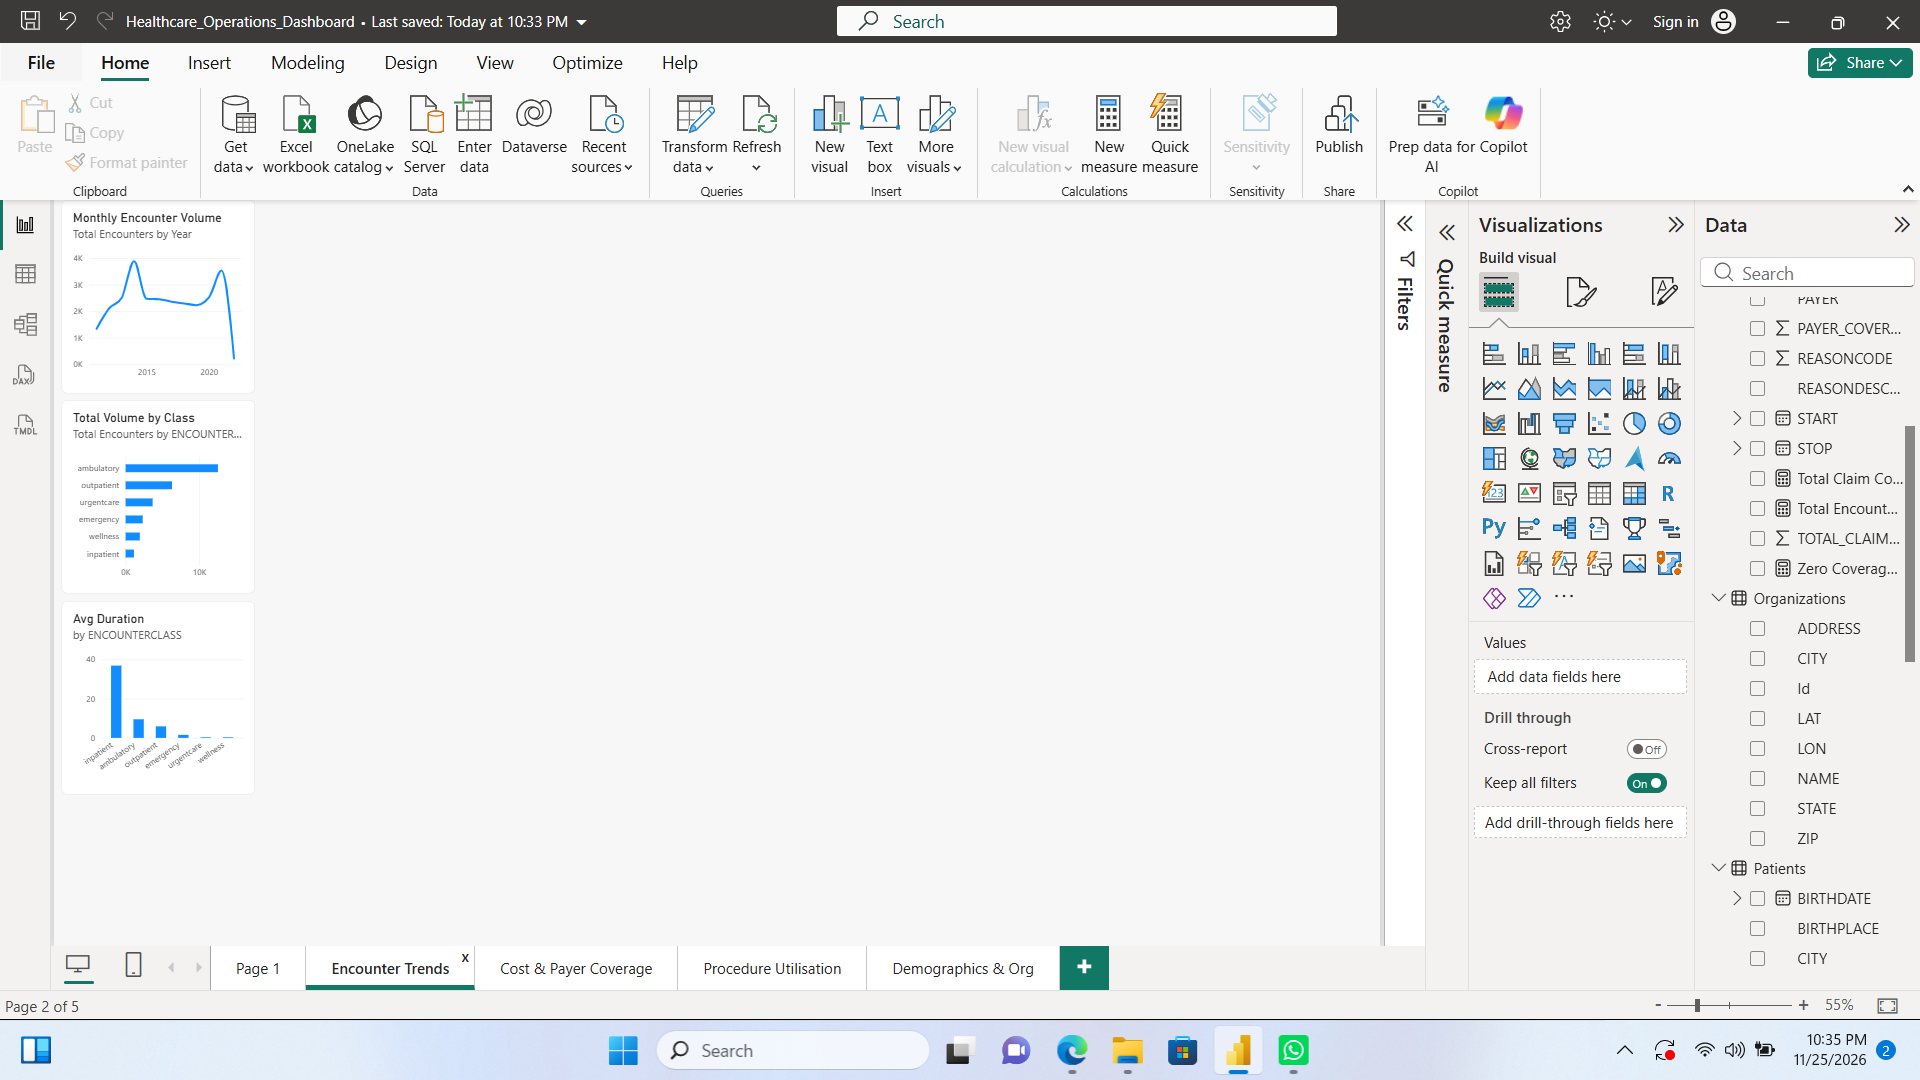 Healthcare_Operations_Dashboard • Last saved: Today at 10:33 PM
Search
Sign in
File
Home
Insert
Modeling
Design
View
Optimize
Help
Share
Paste
Cut
Copy
Format painter
Clipboard
Get data
Excel workbook
OneLake catalog
SQL Server
Enter data
Dataverse
Recent sources
Data
Transform data
Refresh
Queries
New visual
Text box
More visuals
Insert
New visual calculation
New measure
Quick measure
Calculations
Sensitivity
Sensitivity
Publish
Share
Prep data for AI
Copilot
Copilot
DAX
TMDL
Monthly Encounter Volume
Total Encounters by Year
4K
3K
2K
1K
0K
2015
2020
Total Volume by Class
Total Encounters by ENCOUNTER...
ambulatory
outpatient
urgentcare
emergency
wellness
inpatient
0K
10K
Avg Duration
by ENCOUNTERCLASS
40
20
0
inpatient
ambulatory
outpatient
emergency
urgentcare
wellness
Filters
Quick measure
Visualizations
Build visual
123
R
Py
Values
Add data fields here
Drill through
Cross-report
Off
Keep all filters
On
Add drill-through fields here
Data
Search
PAYER
PAYER_COVER...
REASONCODE
REASONDESC...
START
STOP
Total Claim Co...
Total Encount...
TOTAL_CLAIM...
Zero Coverag...
Organizations
ADDRESS
CITY
Id
LAT
LON
NAME
STATE
ZIP
Patients
BIRTHDATE
BIRTHPLACE
CITY
Page 1
Encounter Trends
x
Cost & Payer Coverage
Procedure Utilisation
Demographics & Org
+
Page 2 of 5
- + 55%
Search
10:35 PM
11/25/2026
2